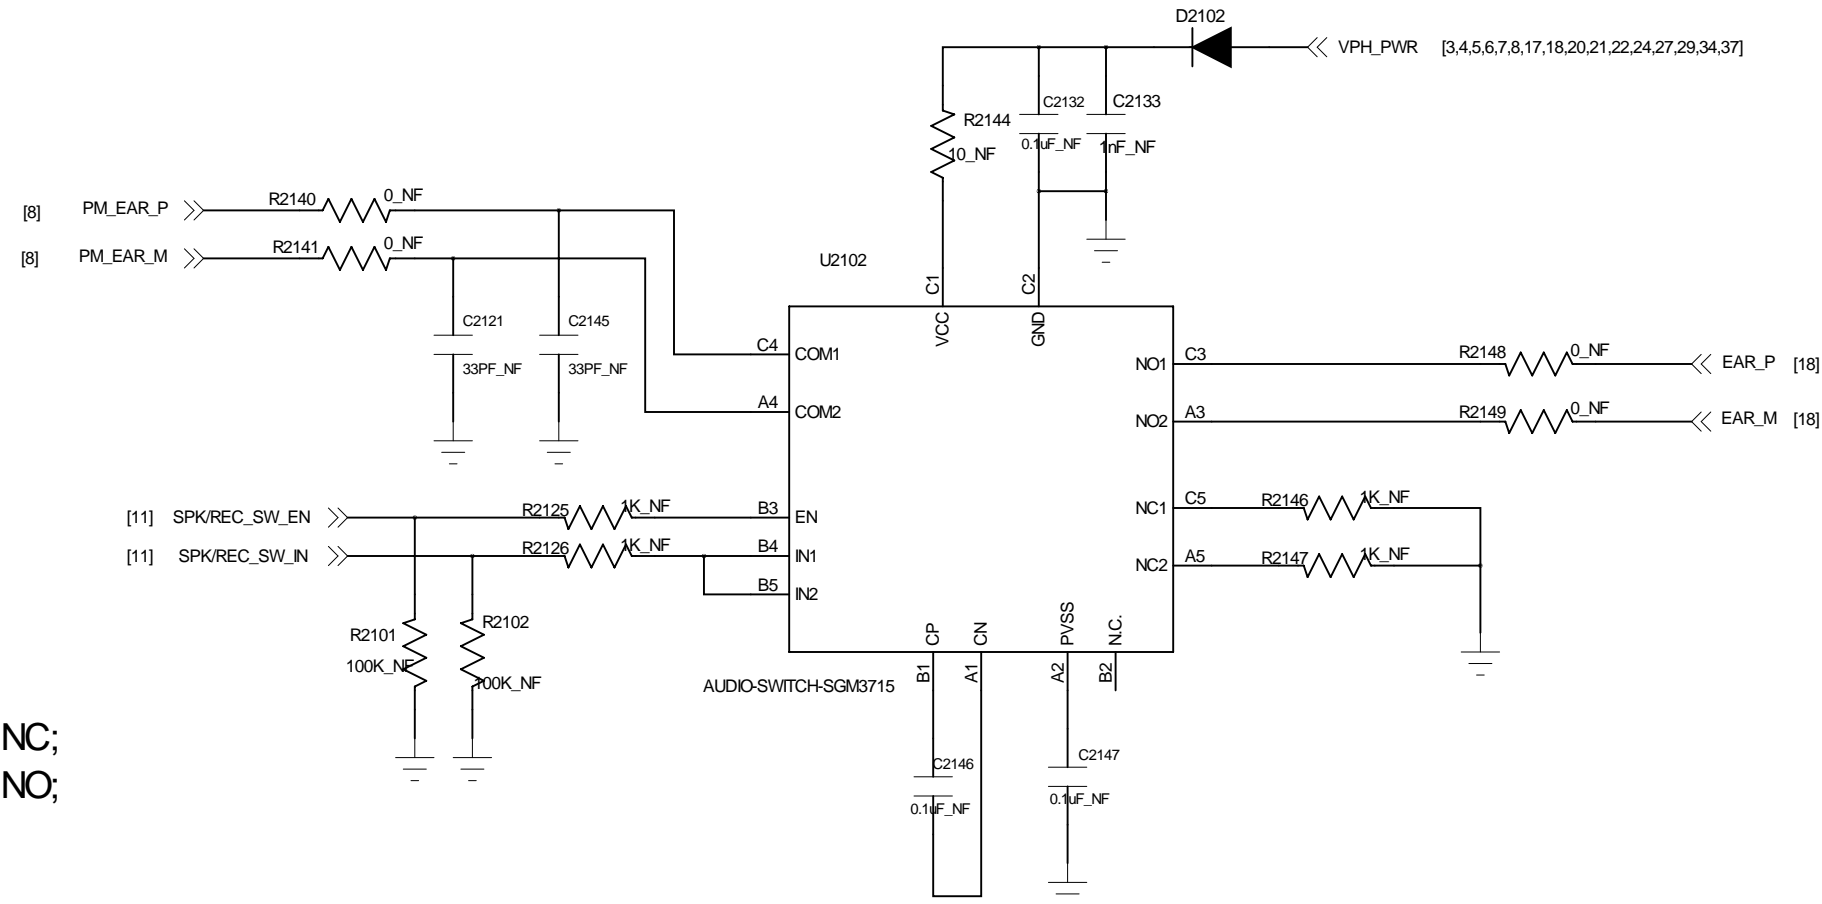 D2102
VPH_PWR [3,4,5,6,7,8,17,18,20,21,22,24,27,29,34,37]
C2132
C2133
R2144
0.1uF_NF
1nF_NF
10_NF
[8] PM_EAR_P
R2140
0_NF
[8] PM_EAR_M
R2141
0_NF
U2102
C1
C2
VCC
GND
C2121
C2145
33PF_NF
33PF_NF
C4
COM1
A4
COM2
NO1
C3
R2148
0_NF
EAR_P [18]
NO2
A3
R2149
0_NF
EAR_M [18]
[11] SPK/REC_SW_EN
R2125
1K_NF
B3
EN
[11] SPK/REC_SW_IN
R2126
1K_NF
B4
IN1
B5
IN2
NC1
C5
R2146
1K_NF
NC2
A5
R2147
1K_NF
R2101
100K_NF
R2102
100K_NF
CP
CN
PVSS
N.C.
B1
A1
A2
B2
AUDIO-SWITCH-SGM3715
NC;
NO;
C2146
0.1uF_NF
C2147
0.1uF_NF